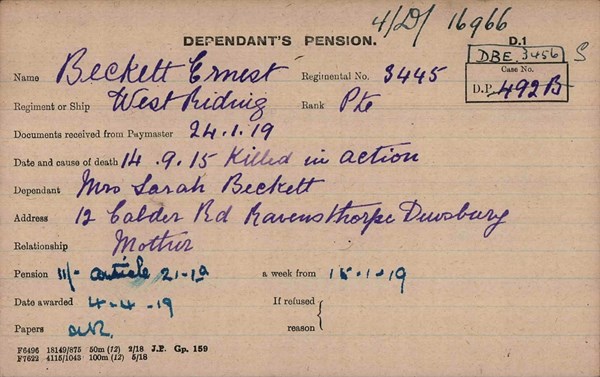 4/D/ 16966
DEPENDANT'S PENSION. D.1
DBE 3456 S
Name Beckett Ernest Regimental No. 3445 Case No.
D.P. 492B
Regiment or Ship West Riding Rank Pte
Documents received from Paymaster 24.1.19
Date and cause of death 14.9.15 Killed in action
Dependant Mrs Sarah Beckett
Address 12 Calder Rd Ravensthorpe Dewsbury
Relationship Mother
Pension 11/- article 21-1a a week from 15-1-19
Date awarded 4-4-19 If refused
Papers reason {
F6496 18149/875 50m (12) 2/18 J.P. Gp. 159
F7622 4115/1043 100m (12) 5/18